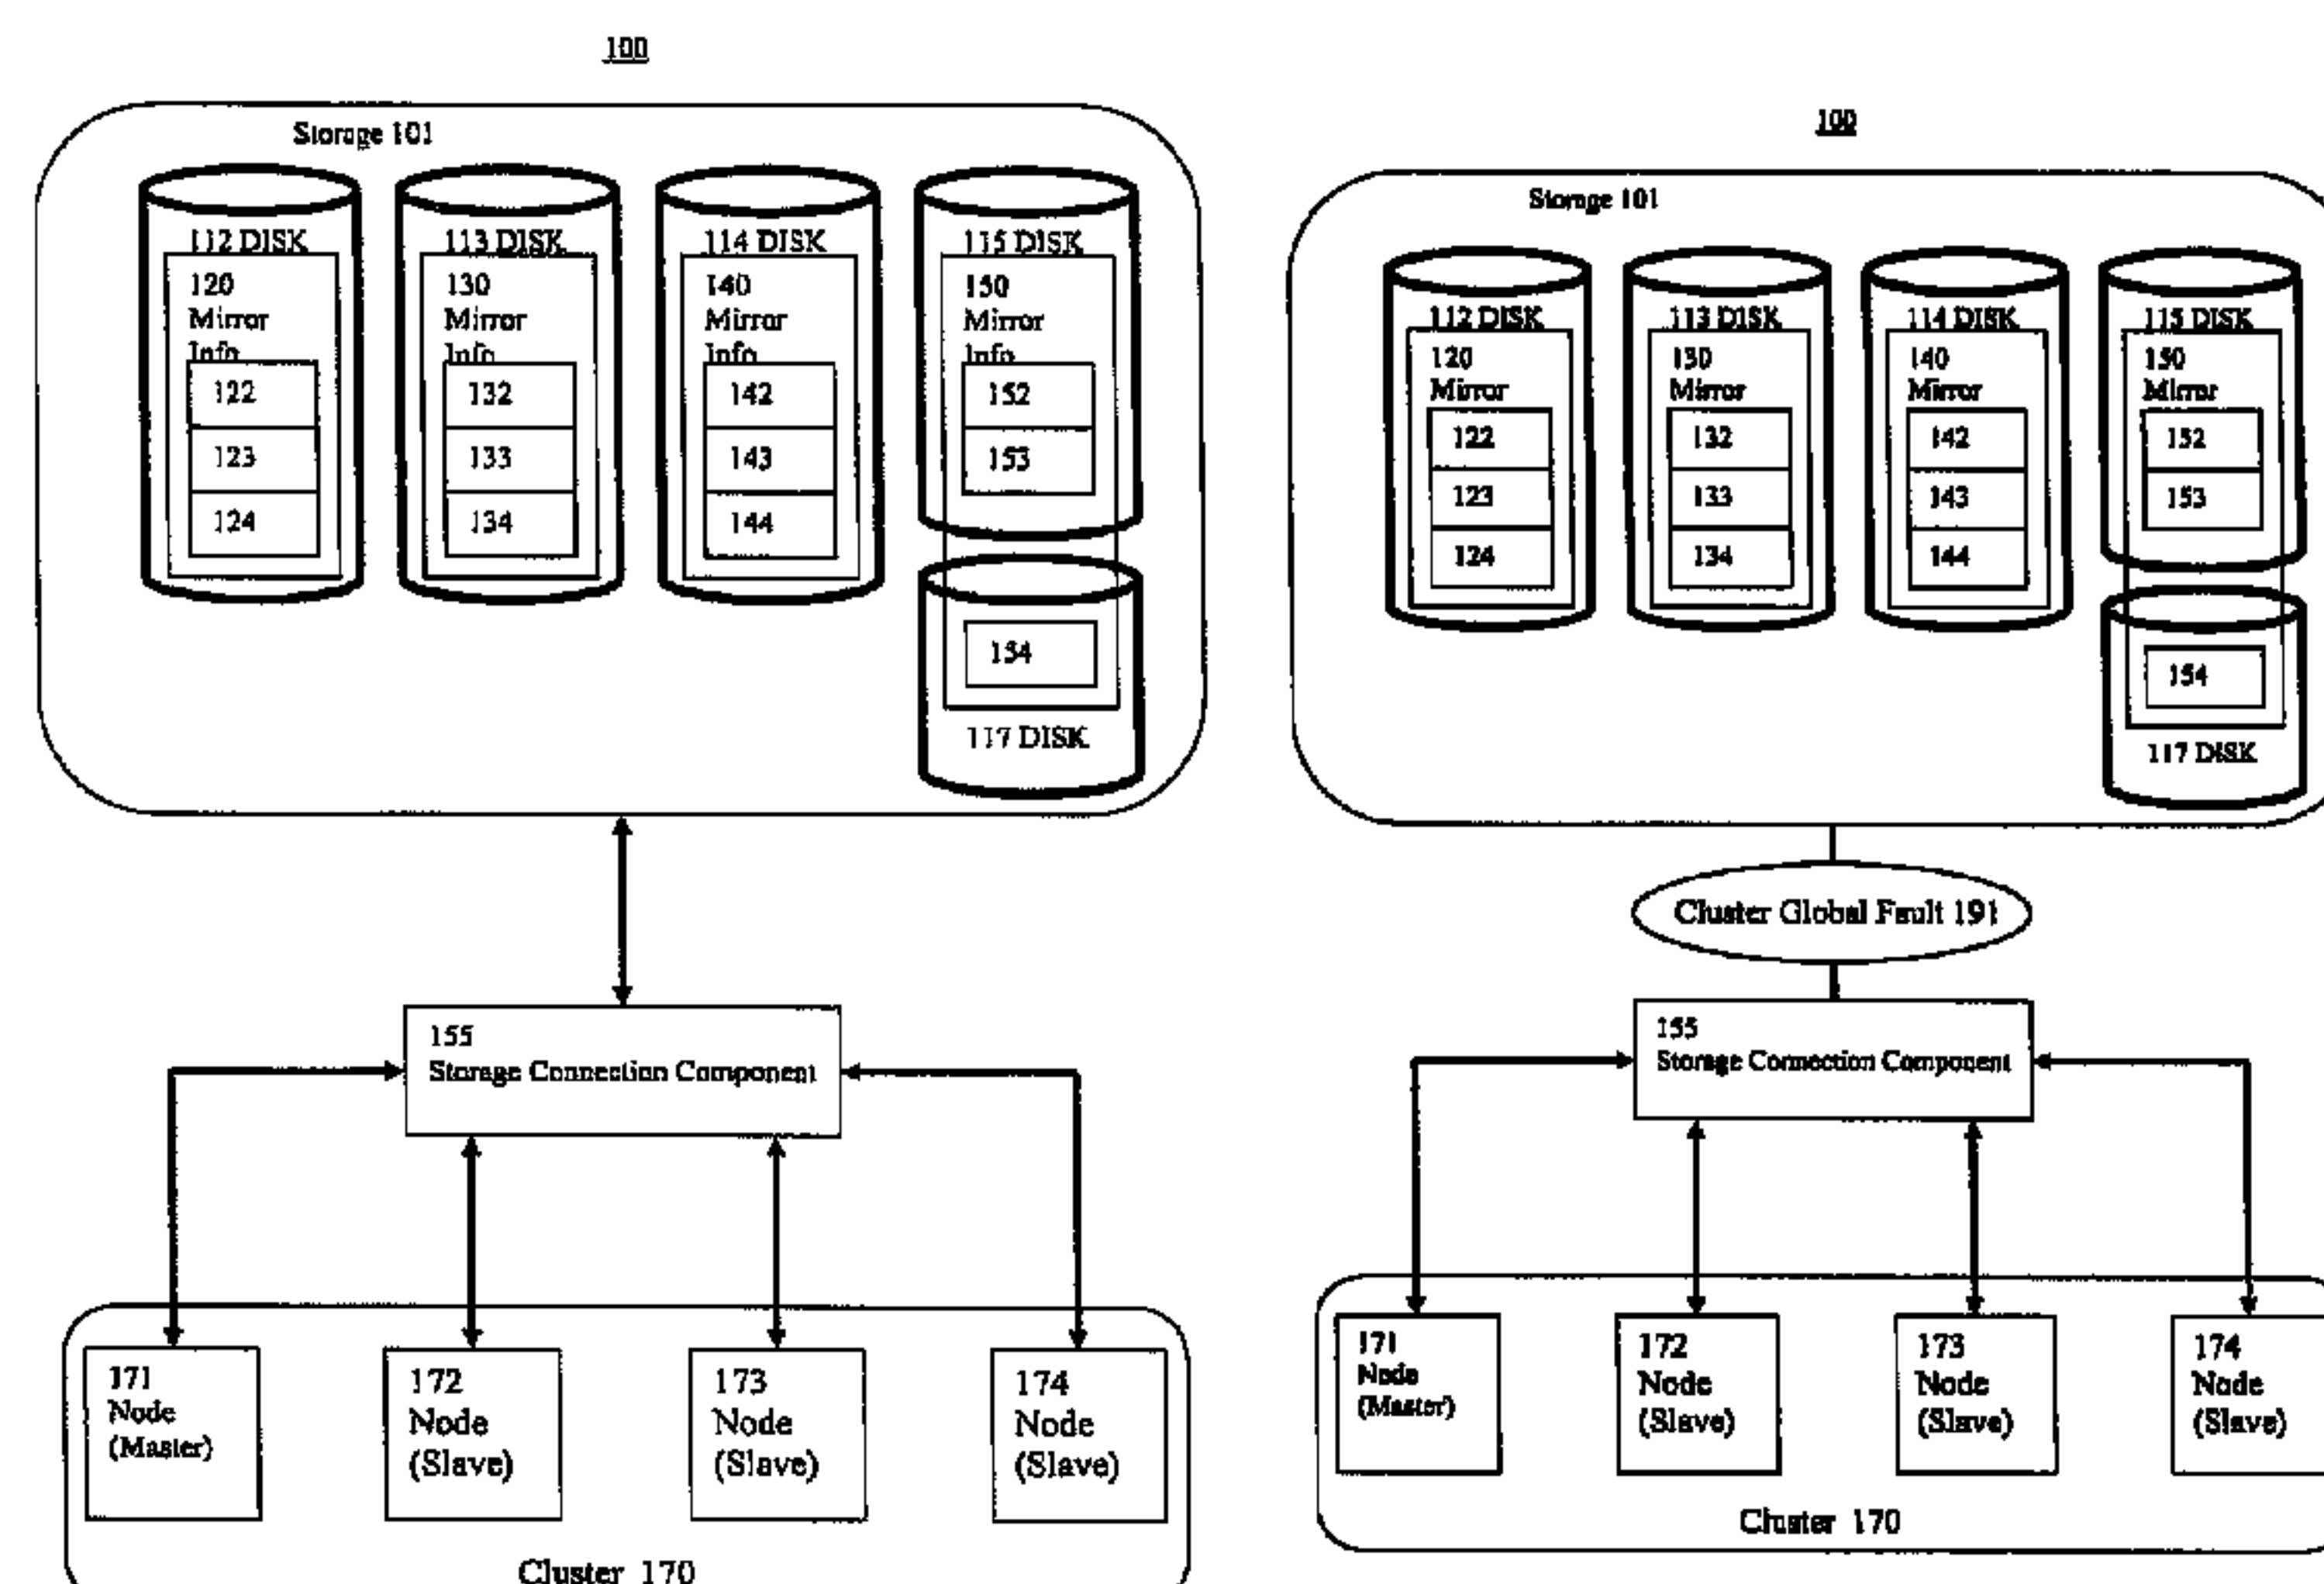 100
Storage 101
112 DISK
113 DISK
114 DISK
115 DISK
120
Mirror
Info
122
123
124
130
Mirror
Info
132
133
134
140
Mirror
Info
142
143
144
150
Mirror
Info
152
153
154
117 DISK
155
Storage Connection Component
171
Node
(Master)
172
Node
(Slave)
173
Node
(Slave)
174
Node
(Slave)
Cluster 170
100
Storage 101
112 DISK
113 DISK
114 DISK
115 DISK
120
Mirror
122
123
124
130
Mirror
132
133
134
140
Mirror
142
143
144
150
Mirror
152
153
154
117 DISK
Cluster Global Fault 191
155
Storage Connection Component
171
Node
(Master)
172
Node
(Slave)
173
Node
(Slave)
174
Node
(Slave)
Cluster 170